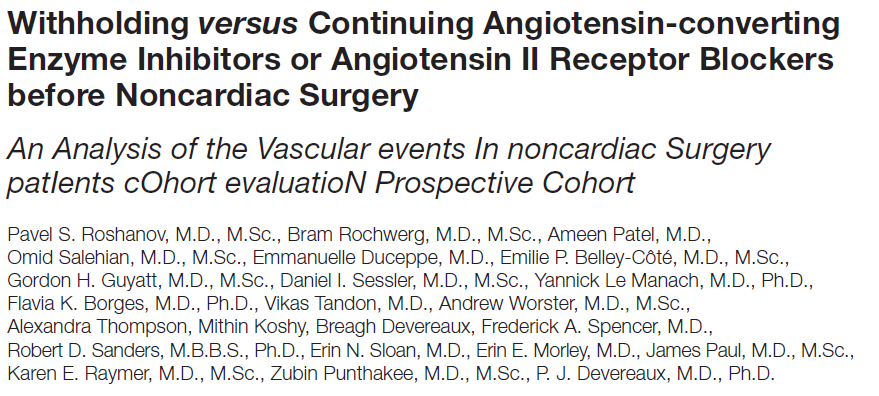 Withholding versus Continuing Angiotensin-converting
Enzyme Inhibitors or Angiotensin II Receptor Blockers
before Noncardiac Surgery
An Analysis of the Vascular events In noncardiac Surgery
patIents cOhort evaluatioN Prospective Cohort
Pavel S. Roshanov, M.D., M.Sc., Bram Rochwerg, M.D., M.Sc., Ameen Patel, M.D.,
Omid Salehian, M.D., M.Sc., Emmanuelle Duceppe, M.D., Emilie P. Belley-Côté, M.D., M.Sc.,
Gordon H. Guyatt, M.D., M.Sc., Daniel I. Sessler, M.D., M.Sc., Yannick Le Manach, M.D., Ph.D.,
Flavia K. Borges, M.D., Ph.D., Vikas Tandon, M.D., Andrew Worster, M.D., M.Sc.,
Alexandra Thompson, Mithin Koshy, Breagh Devereaux, Frederick A. Spencer, M.D.,
Robert D. Sanders, M.B.B.S., Ph.D., Erin N. Sloan, M.D., Erin E. Morley, M.D., James Paul, M.D., M.Sc.,
Karen E. Raymer, M.D., M.Sc., Zubin Punthakee, M.D., M.Sc., P. J. Devereaux, M.D., Ph.D.